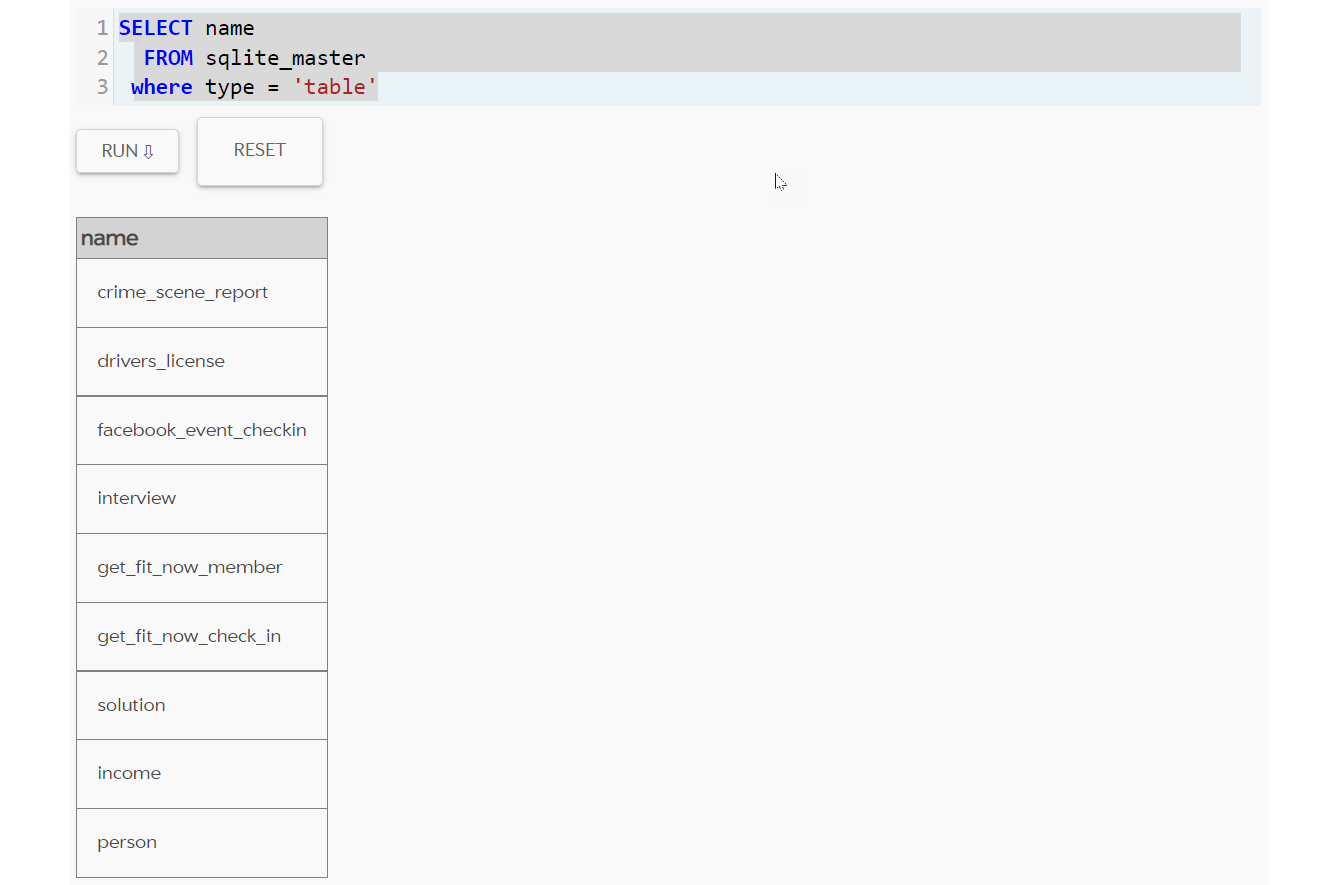 1 SELECT name
2 FROM sqlite_master
3 where type = 'table'
RUN ⇩ RESET
name
crime_scene_report
drivers_license
facebook_event_checkin
interview
get_fit_now_member
get_fit_now_check_in
solution
income
person